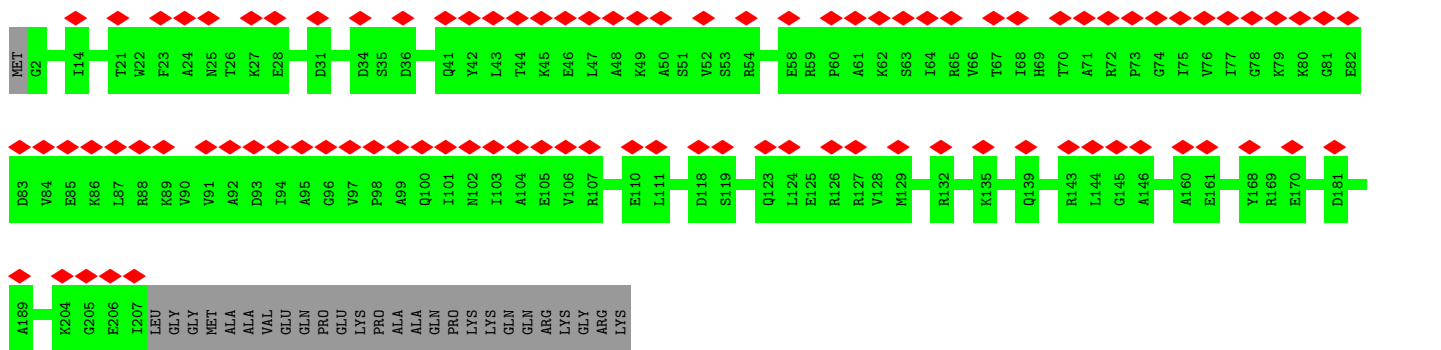 MET G2 I14 T21 W22 F23 A24 N25 T26 K27 E28 D31 D34 S35 D36 Q41 Y42 L43 T44 K45 E46 L47 A48 K49 A50 S51 V52 S53 R54 E58 R59 P60 A61 K62 S63 I64 R65 V66 T67 I68 H69 T70 A71 R72 P73 G74 I75 V76 I77 G78 K79 K80 G81 E82
D83 V84 E85 K86 L87 R88 K89 V90 V91 A92 D93 I94 A95 G96 V97 P98 A99 Q100 I101 N102 I103 A104 E105 V106 R107 E110 L111 D118 S119 Q123 L124 E125 R126 R127 V128 M129 R132 K135 Q139 R143 L144 G145 A146 A160 E161 Y168 R169 E170 D181
A189 K204 G205 E206 I207 LEU GLY GLY MET ALA ALA VAL GLU GLN PRO GLU LYS PRO ALA ALA GLN PRO LYS LYS GLN GLN ARG LYS GLY ARG LYS